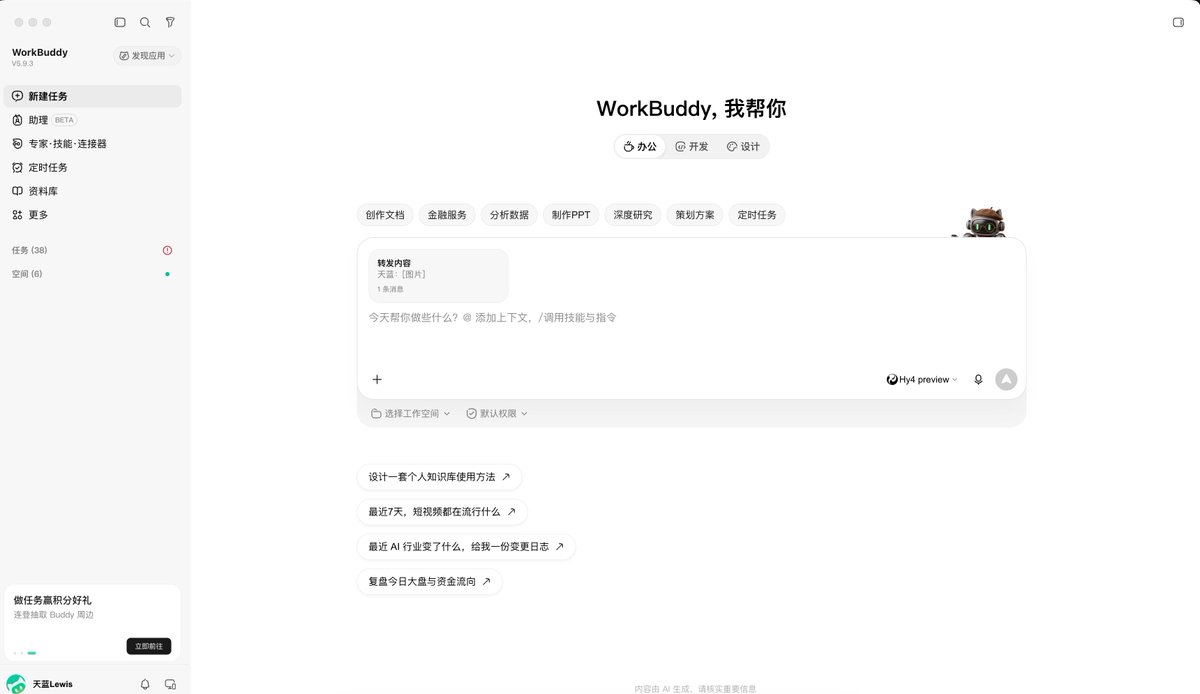 WorkBuddy
V5.9.3
发现应用
新建任务
助理 BETA
专家·技能·连接器
定时任务
资料库
更多
任务 (38)
空间 (6)
做任务赢积分好礼
连登抽取 Buddy 周边
立即前往
天蓝Lewis
WorkBuddy, 我帮你
办公 开发 设计
创作文档 金融服务 分析数据 制作PPT 深度研究 策划方案 定时任务
转发内容
天蓝: [图片]
1 条消息
今天帮你做些什么？@ 添加上下文，/调用技能与指令
Hy4 preview
选择工作空间 默认权限
设计一套个人知识库使用方法
最近7天，短视频都在流行什么
最近 AI 行业变了什么，给我一份变更日志
复盘今日大盘与资金流向
内容由 AI 生成，请核实重要信息